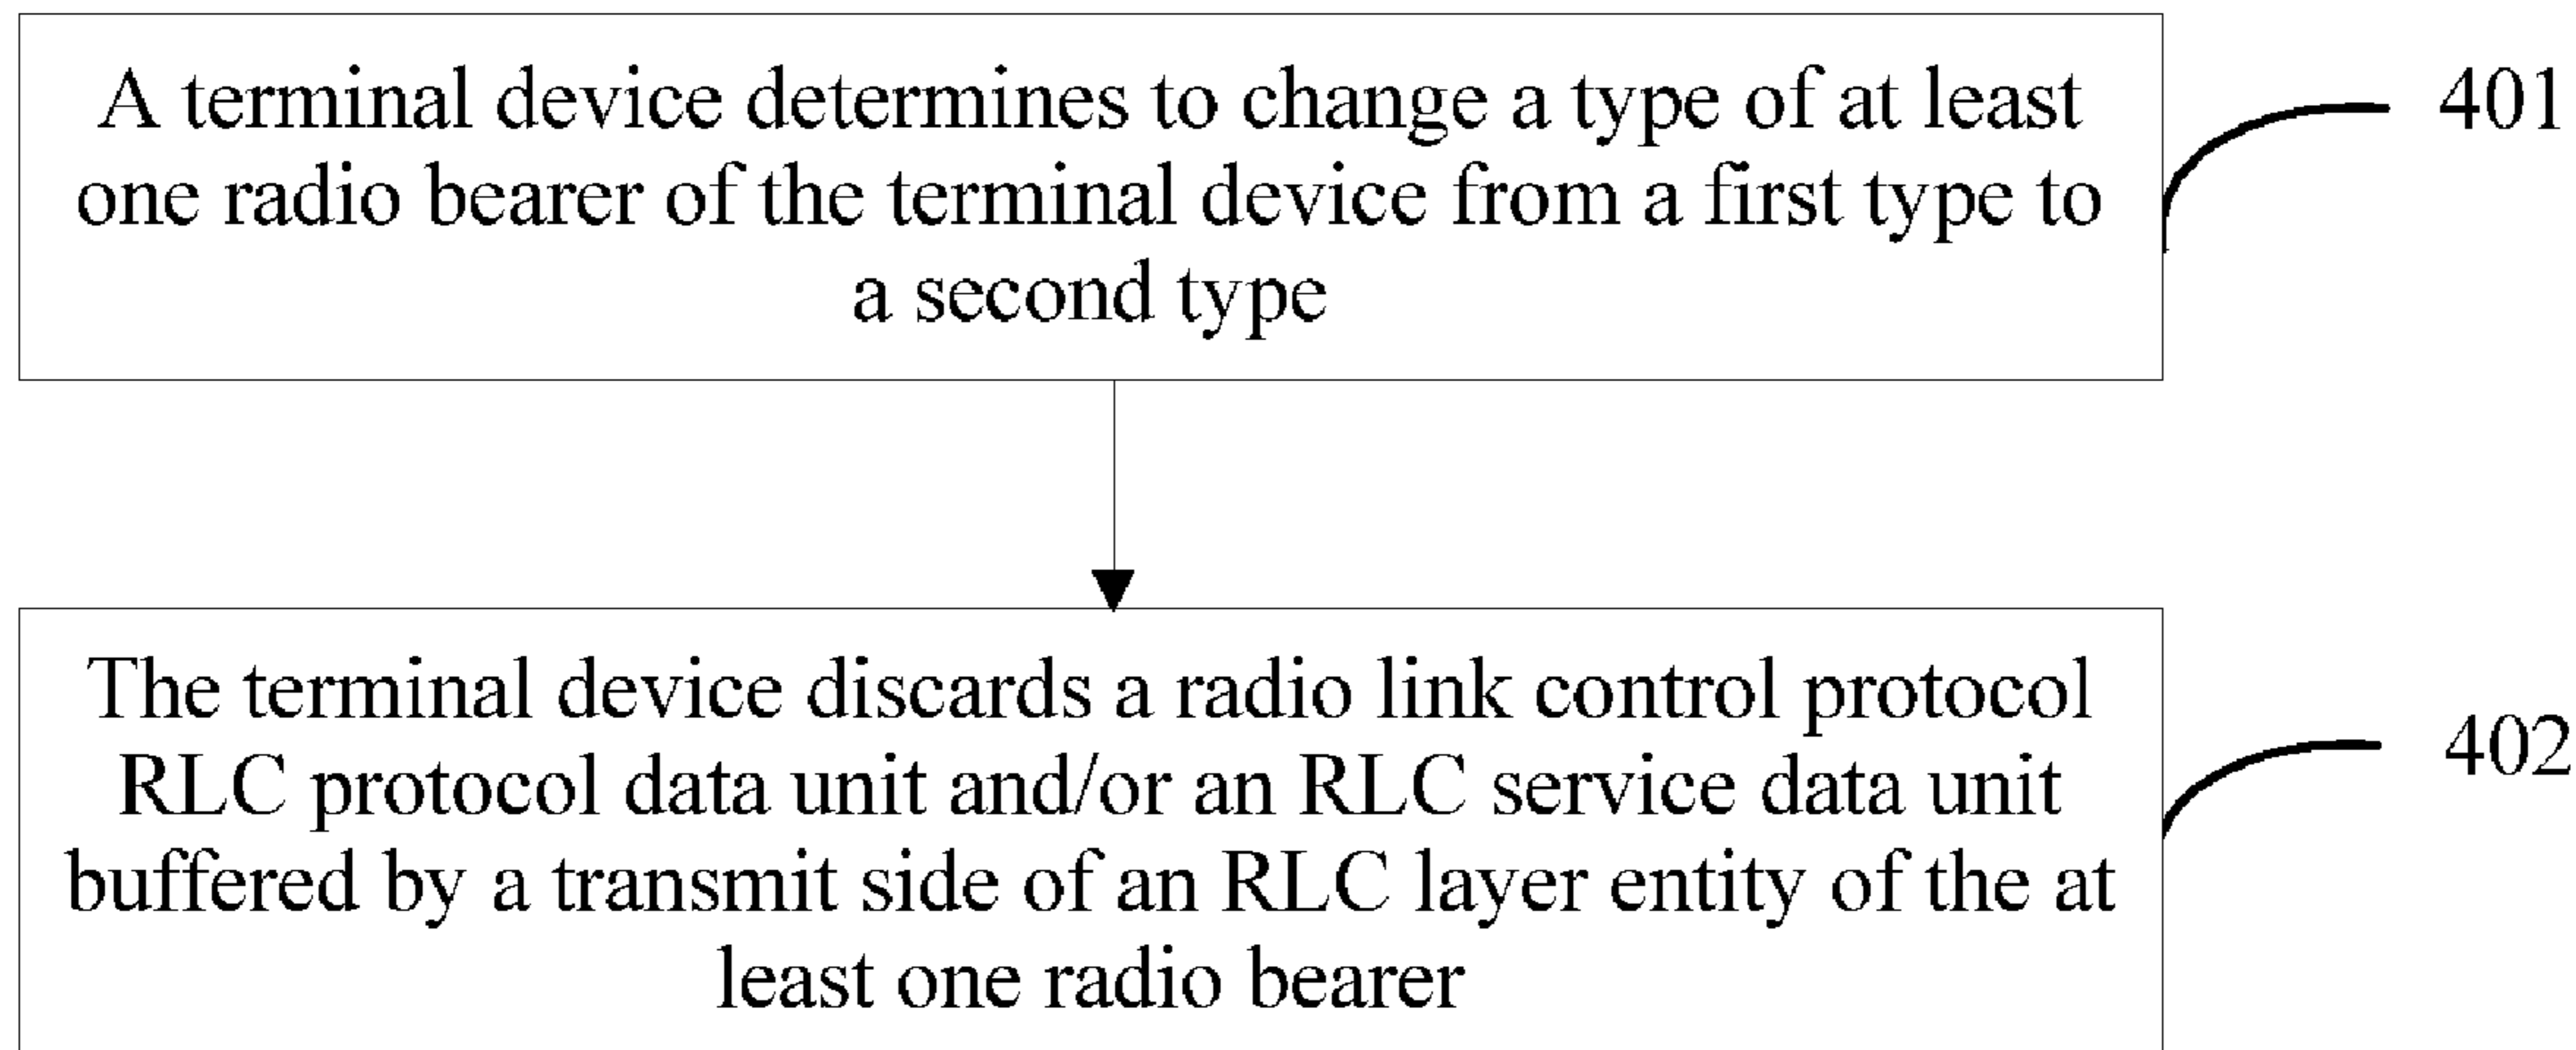 A terminal device determines to change a type of at least
one radio bearer of the terminal device from a first type to
a second type
401
The terminal device discards a radio link control protocol
RLC protocol data unit and/or an RLC service data unit
buffered by a transmit side of an RLC layer entity of the at
least one radio bearer
402